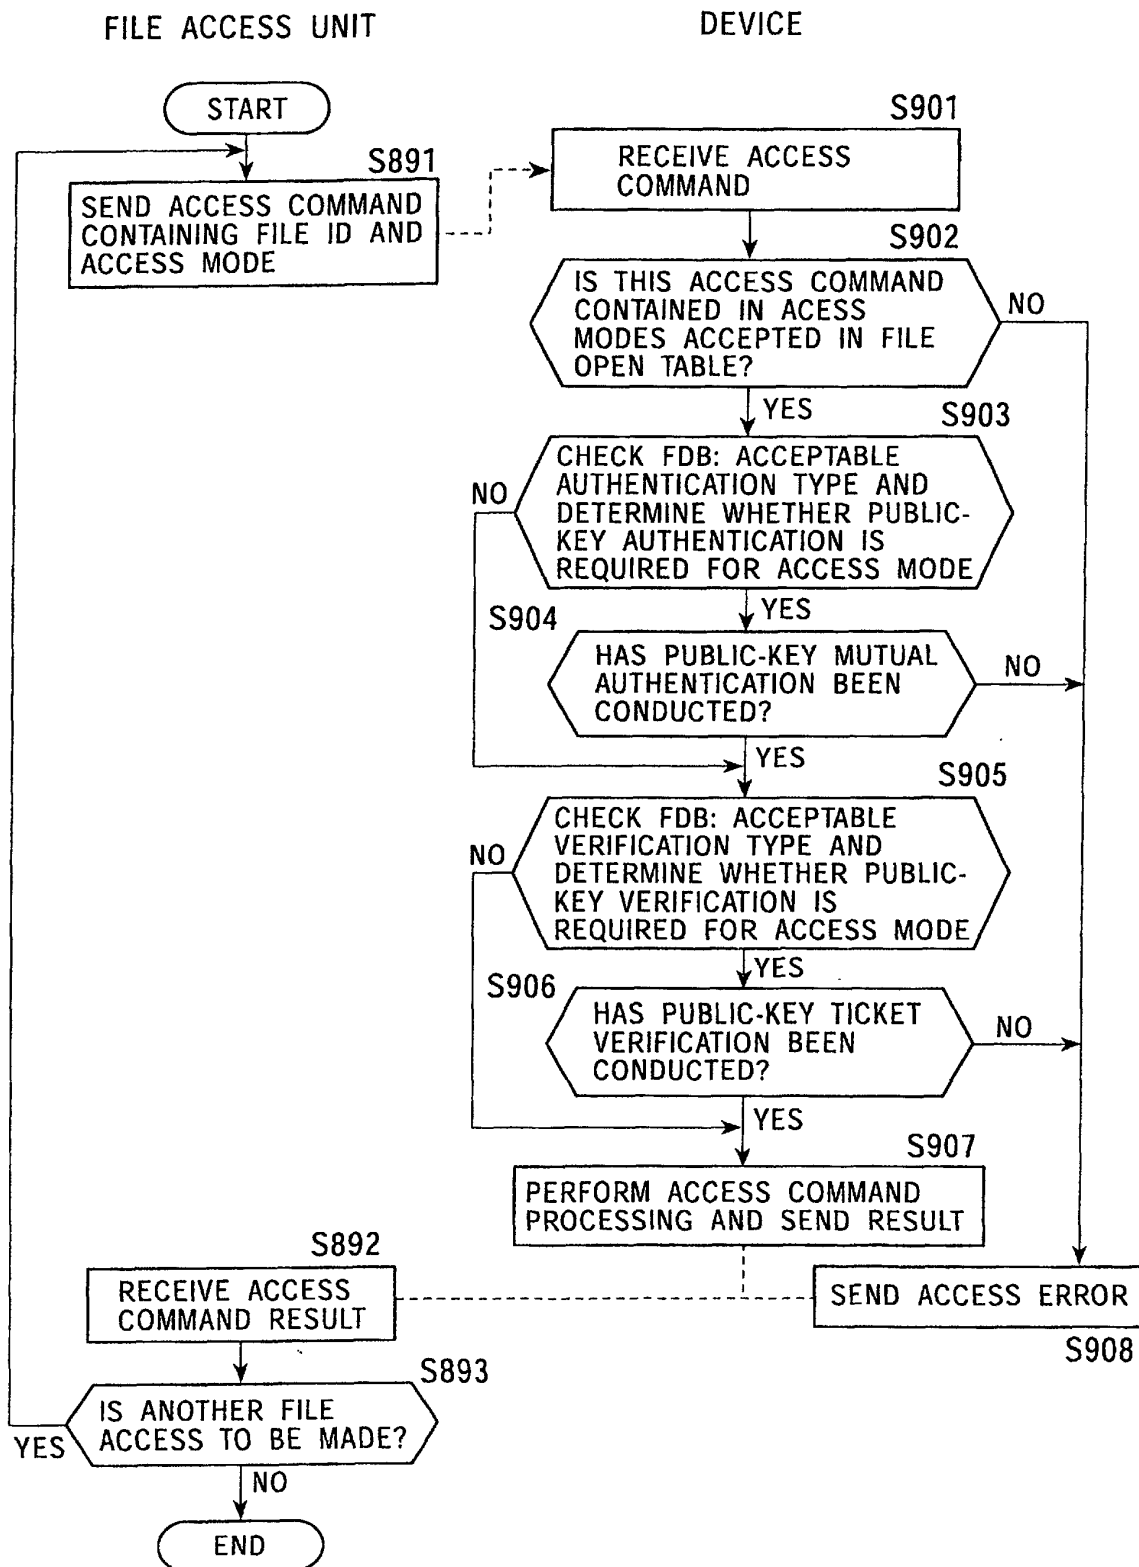 FILE ACCESS UNIT
DEVICE
START
S891
SEND ACCESS COMMAND
CONTAINING FILE ID AND
ACCESS MODE
S901
RECEIVE ACCESS
COMMAND
S902
IS THIS ACCESS COMMAND
CONTAINED IN ACESS
MODES ACCEPTED IN FILE
OPEN TABLE?
NO
YES
S903
CHECK FDB: ACCEPTABLE
AUTHENTICATION TYPE AND
DETERMINE WHETHER PUBLIC-
KEY AUTHENTICATION IS
REQUIRED FOR ACCESS MODE
NO
YES
S904
HAS PUBLIC-KEY MUTUAL
AUTHENTICATION BEEN
CONDUCTED?
NO
YES
S905
CHECK FDB: ACCEPTABLE
VERIFICATION TYPE AND
DETERMINE WHETHER PUBLIC-
KEY VERIFICATION IS
REQUIRED FOR ACCESS MODE
NO
YES
S906
HAS PUBLIC-KEY TICKET
VERIFICATION BEEN
CONDUCTED?
NO
YES
S907
PERFORM ACCESS COMMAND
PROCESSING AND SEND RESULT
S892
RECEIVE ACCESS
COMMAND RESULT
SEND ACCESS ERROR
S908
S893
IS ANOTHER FILE
ACCESS TO BE MADE?
YES
NO
END